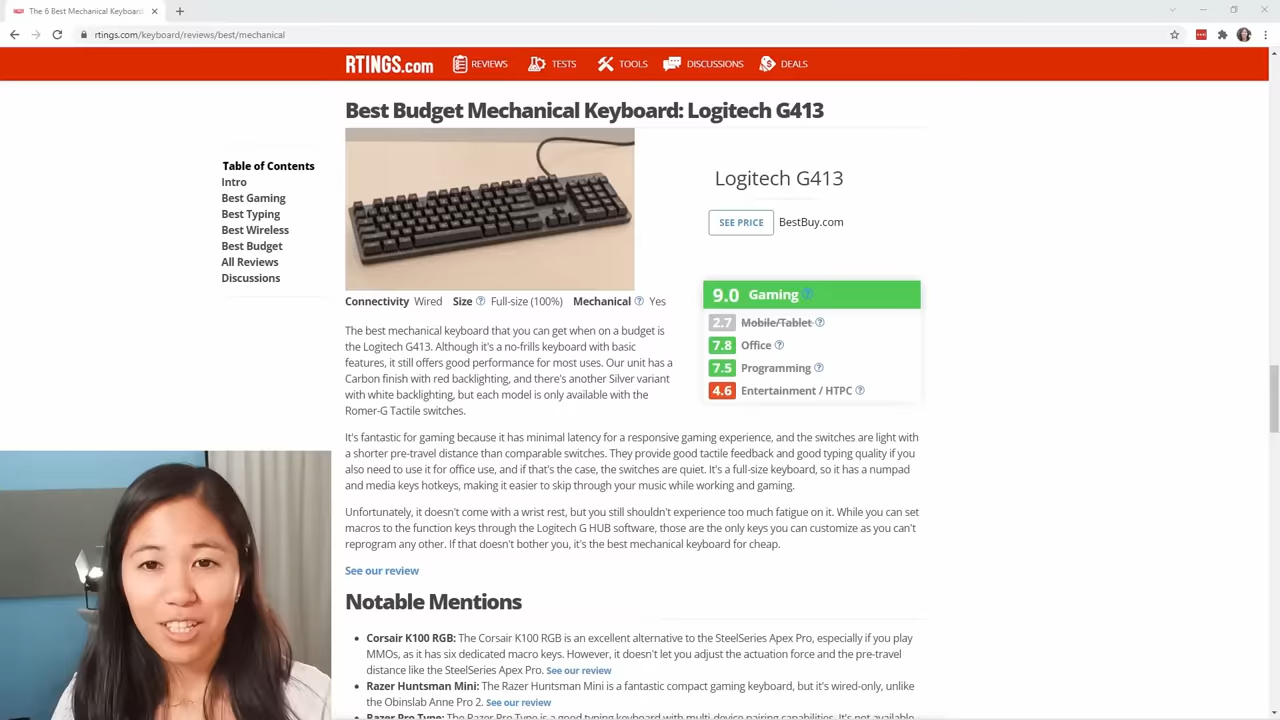 The 6 Best Mechanical Keyboard
rtings.com/keyboard/reviews/best/mechanical
RTINGS.com REVIEWS TESTS TOOLS DISCUSSIONS DEALS
Best Budget Mechanical Keyboard: Logitech G413
Table of Contents
Intro
Best Gaming
Best Typing
Best Wireless
Best Budget
All Reviews
Discussions
Logitech G413
SEE PRICE BestBuy.com
Connectivity Wired Size ? Full-size (100%) Mechanical ? Yes
9.0 Gaming ?
2.7 Mobile/Tablet ?
7.8 Office ?
7.5 Programming ?
4.6 Entertainment / HTPC ?
The best mechanical keyboard that you can get when on a budget is
the Logitech G413. Although it's a no-frills keyboard with basic
features, it still offers good performance for most uses. Our unit has a
Carbon finish with red backlighting, and there's another Silver variant
with white backlighting, but each model is only available with the
Romer-G Tactile switches.
It's fantastic for gaming because it has minimal latency for a responsive gaming experience, and the switches are light with
a shorter pre-travel distance than comparable switches. They provide good tactile feedback and good typing quality if you
also need to use it for office use, and if that's the case, the switches are quiet. It's a full-size keyboard, so it has a numpad
and media keys hotkeys, making it easier to skip through your music while working and gaming.
Unfortunately, it doesn't come with a wrist rest, but you still shouldn't experience too much fatigue on it. While you can set
macros to the function keys through the Logitech G HUB software, those are the only keys you can customize as you can't
reprogram any other. If that doesn't bother you, it's the best mechanical keyboard for cheap.
See our review
Notable Mentions
Corsair K100 RGB: The Corsair K100 RGB is an excellent alternative to the SteelSeries Apex Pro, especially if you play
MMOs, as it has six dedicated macro keys. However, it doesn't let you adjust the actuation force and the pre-travel
distance like the SteelSeries Apex Pro. See our review
Razer Huntsman Mini: The Razer Huntsman Mini is a fantastic compact gaming keyboard, but it's wired-only, unlike
the Obinslab Anne Pro 2. See our review
Razer Pro Type: The Razer Pro Type is a good typing keyboard with multi-device pairing capabilities. It's not available